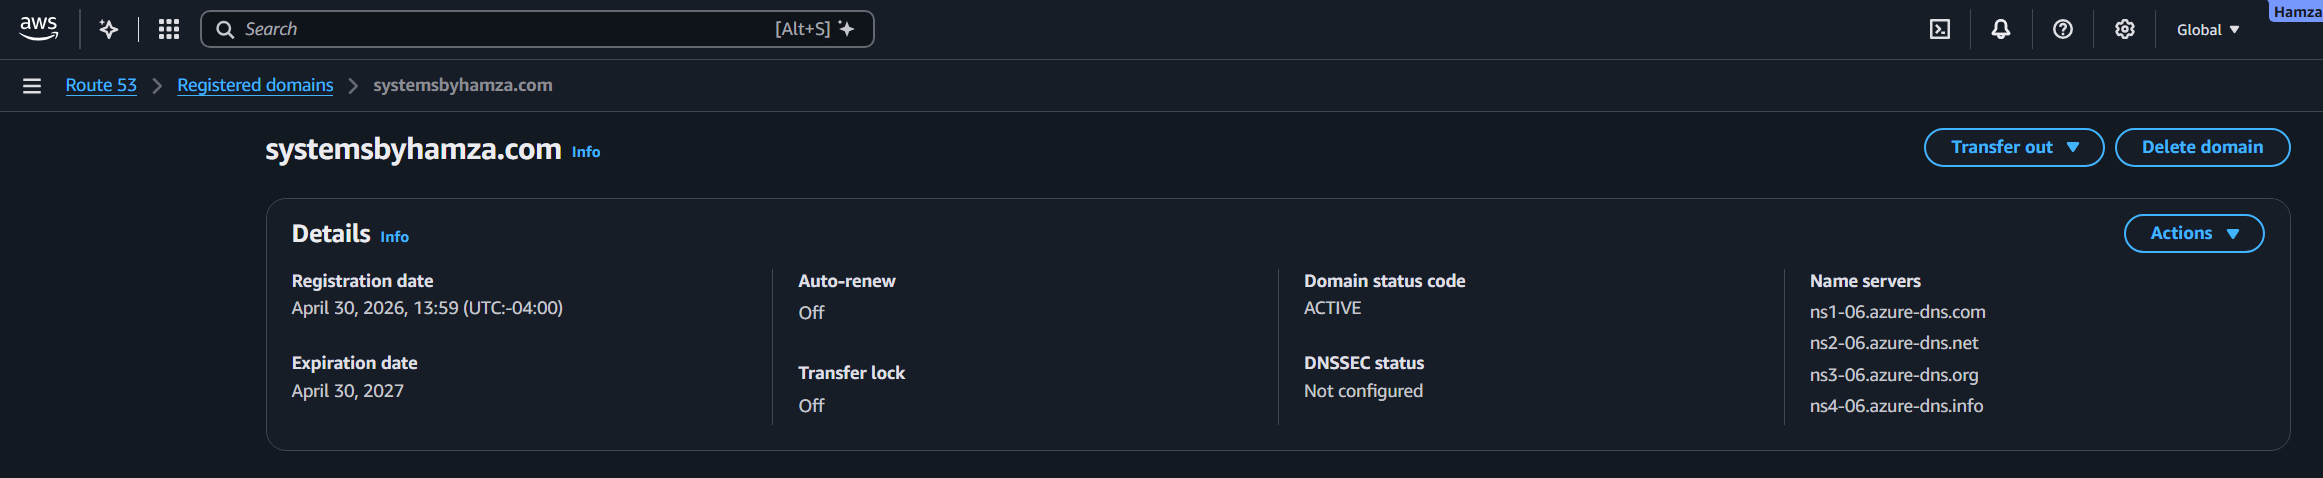 aws
Search [Alt+S]
Global
Hamza
Route 53 Registered domains systemsbyhamza.com
systemsbyhamza.com Info
Transfer out
Delete domain
Details Info
Actions
Registration date
April 30, 2026, 13:59 (UTC:-04:00)
Expiration date
April 30, 2027
Auto-renew
Off
Transfer lock
Off
Domain status code
ACTIVE
DNSSEC status
Not configured
Name servers
ns1-06.azure-dns.com
ns2-06.azure-dns.net
ns3-06.azure-dns.org
ns4-06.azure-dns.info